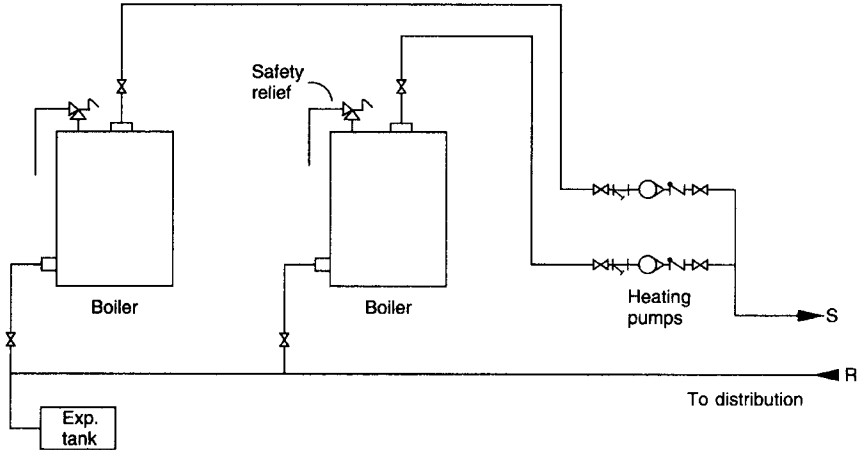 Safety
relief
Boiler
Boiler
Heating
pumps
S
R
To distribution
Exp.
tank